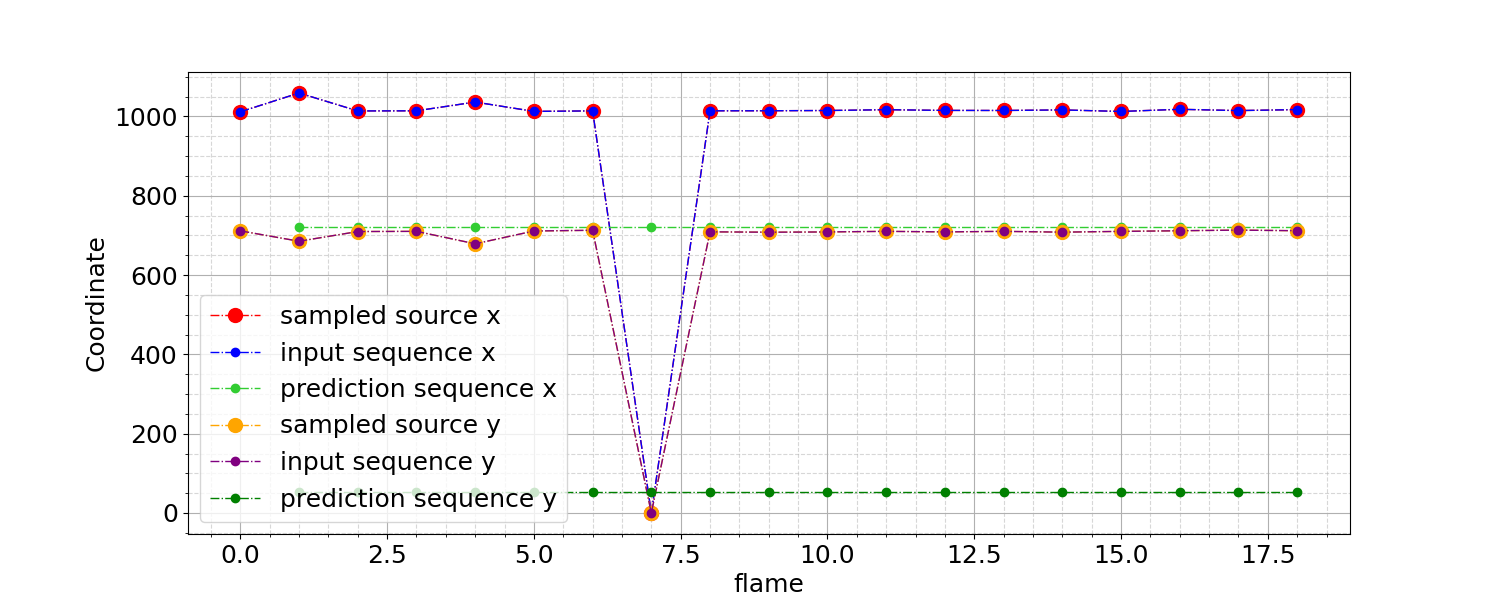 1000
800
600
400
200
0
Coordinate
sampled source x
input sequence x
prediction sequence x
sampled source y
input sequence y
prediction sequence y
0.0 2.5 5.0 7.5 10.0 12.5 15.0 17.5
flame